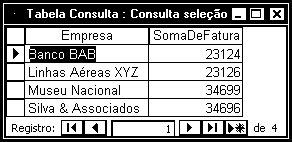 Tabela Consulta : Consulta seleção
Empresa SomaDeFatura
Banco BAB 23124
Linhas Aéreas XYZ 23126
Museu Nacional 34699
Silva & Associados 34696
Registro: 1 de 4